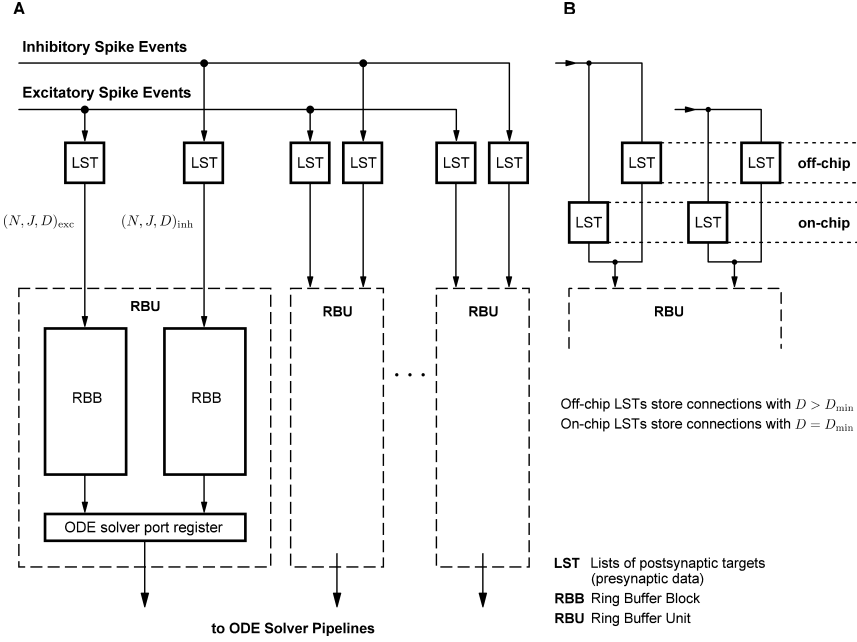 A
B
Inhibitory Spike Events
Excitatory Spike Events
LST LST LST LST LST LST
LST LST off-chip
LST LST on-chip
(N, J, D)exc (N, J, D)inh
RBU RBU RBU RBU
RBB RBB
. . .
Off-chip LSTs store connections with D > Dmin
On-chip LSTs store connections with D = Dmin
ODE solver port register
LST Lists of postsynaptic targets
(presynaptic data)
RBB Ring Buffer Block
RBU Ring Buffer Unit
to ODE Solver Pipelines